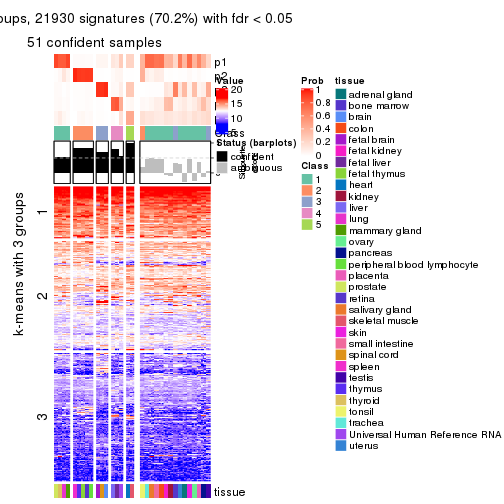 oups, 21930 signatures (70.2%) with fdr < 0.05
51 confident samples
p1
p2
Value
20
15
10
5
Class
Status (barplots)
confident
ambiguous
k-means with 3 groups
1
2
3
tissue
Prob
1
0.8
0.6
0.4
0.2
0
Class
1
2
3
4
5
tissue
adrenal gland
bone marrow
brain
colon
fetal brain
fetal kidney
fetal liver
fetal thymus
heart
kidney
liver
lung
mammary gland
ovary
pancreas
peripheral blood lymphocyte
placenta
prostate
retina
salivary gland
skeletal muscle
skin
small intestine
spinal cord
spleen
testis
thymus
thyroid
tonsil
trachea
Universal Human Reference RNA
uterus